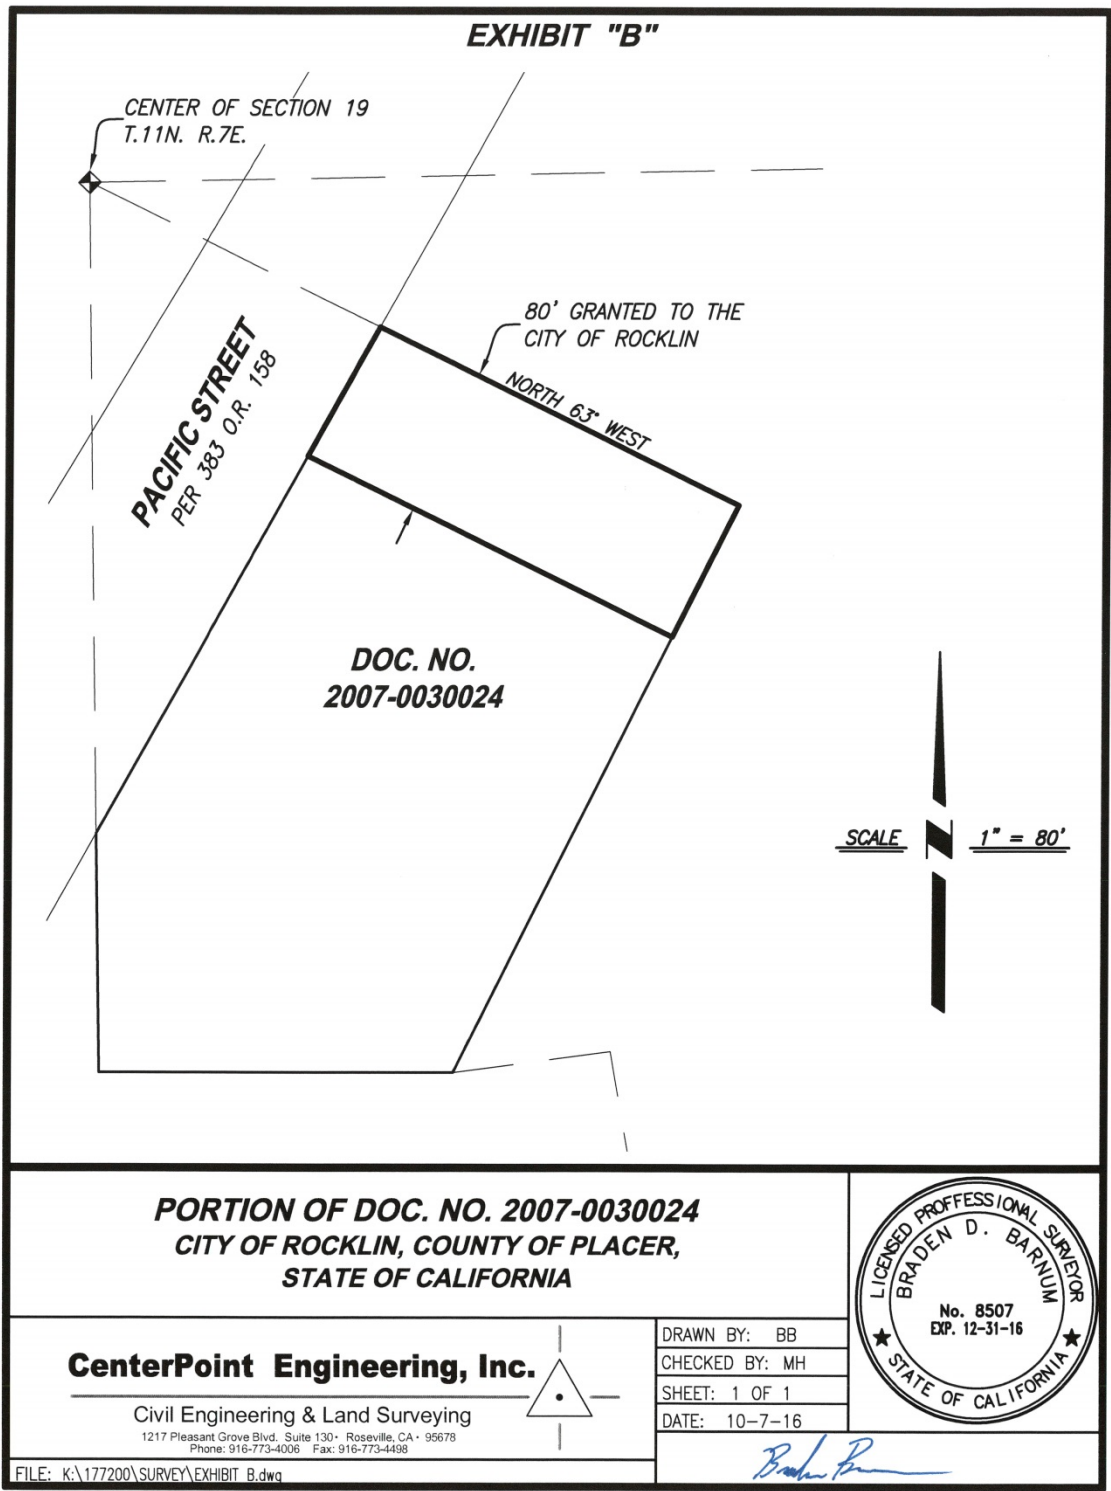 EXHIBIT "B"
CENTER OF SECTION 19
T.11N. R.7E.
80' GRANTED TO THE
CITY OF ROCKLIN
NORTH 63° WEST
PACIFIC STREET
PER 383 O.R. 158
DOC. NO.
2007-0030024
SCALE N 1" = 80'
PORTION OF DOC. NO. 2007-0030024
CITY OF ROCKLIN, COUNTY OF PLACER,
STATE OF CALIFORNIA
LICENSED PROFFESSIONAL SURVEYOR
BRADEN D. BARNUM
No. 8507
EXP. 12-31-16
★ STATE OF CALIFORNIA ★
CenterPoint Engineering, Inc.
Civil Engineering & Land Surveying
1217 Pleasant Grove Blvd. Suite 130 · Roseville, CA · 95678
Phone: 916-773-4006 Fax: 916-773-4498
DRAWN BY: BB
CHECKED BY: MH
SHEET: 1 OF 1
DATE: 10-7-16
FILE: K:\177200\SURVEY\EXHIBIT B.dwg